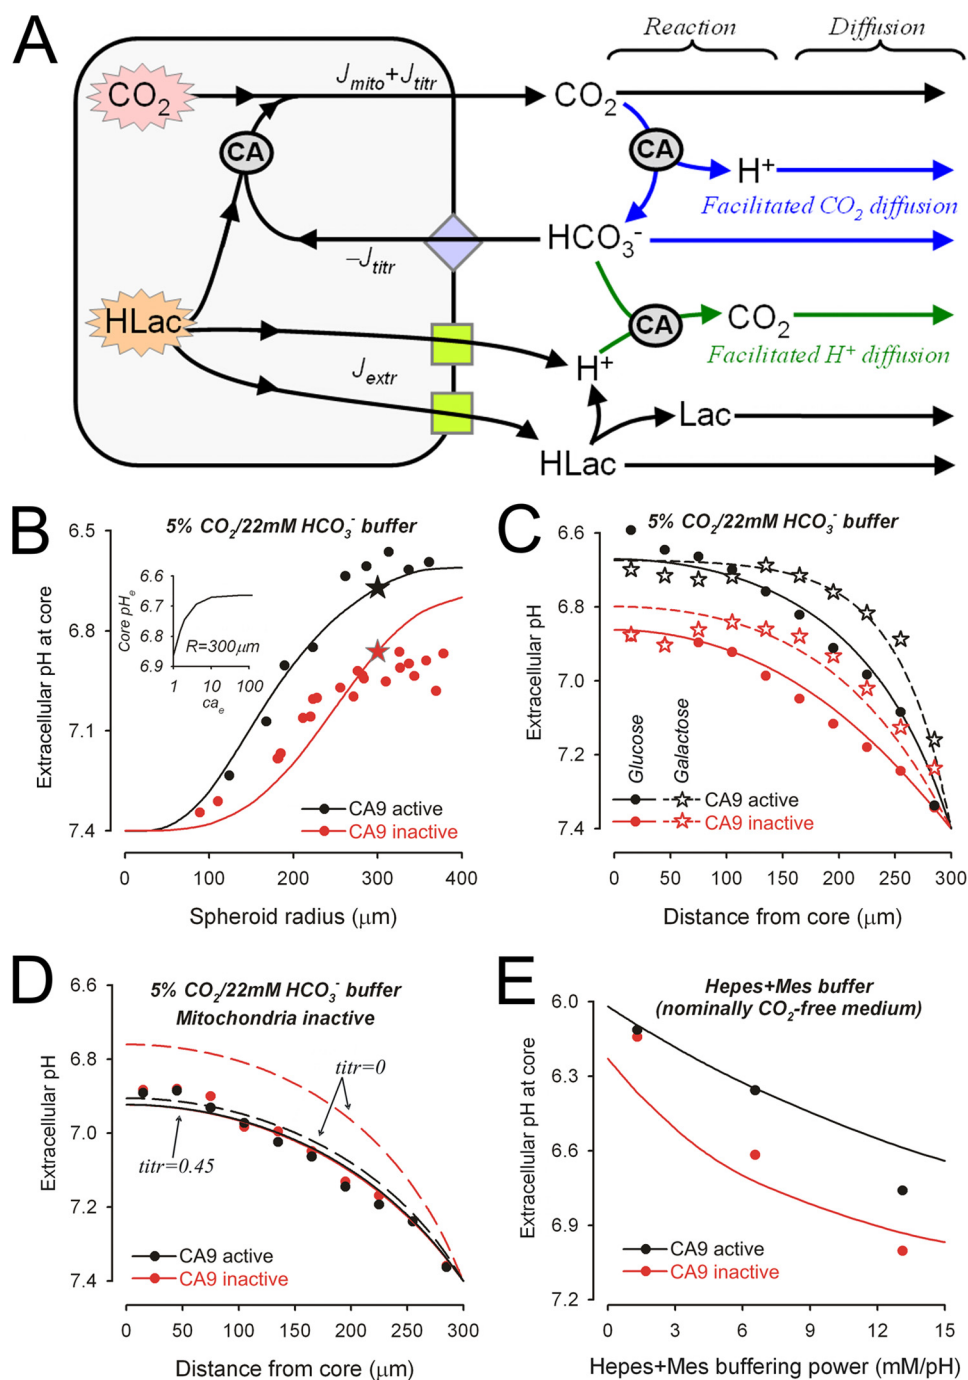 A
Reaction
Diffusion
CO2
Jmito+Jtitr
CO2
CA
CA
H+
Facilitated CO2 diffusion
HCO3-
−Jtitr
HLac
CA
CO2
Facilitated H+ diffusion
H+
Jextr
Lac
HLac
B
5% CO2/22mM HCO3- buffer
Extracellular pH at core
6.5
6.8
7.1
7.4
Core pHe
6.6
6.7
6.8
6.9
R=300μm
1
10
100
cae
CA9 active
CA9 inactive
0
100
200
300
400
Spheroid radius (μm)
C
5% CO2/22mM HCO3- buffer
Extracellular pH
6.6
6.8
7.0
7.2
7.4
Glucose
Galactose
CA9 active
CA9 inactive
0
50
100
150
200
250
300
Distance from core (μm)
D
5% CO2/22mM HCO3- buffer
Mitochondria inactive
Extracellular pH
6.6
6.8
7.0
7.2
7.4
titr=0
titr=0.45
CA9 active
CA9 inactive
0
50
100
150
200
250
300
Distance from core (μm)
E
Hepes+Mes buffer
(nominally CO2-free medium)
Extracellular pH at core
6.0
6.3
6.6
6.9
7.2
CA9 active
CA9 inactive
0
3
6
9
12
15
Hepes+Mes buffering power (mM/pH)